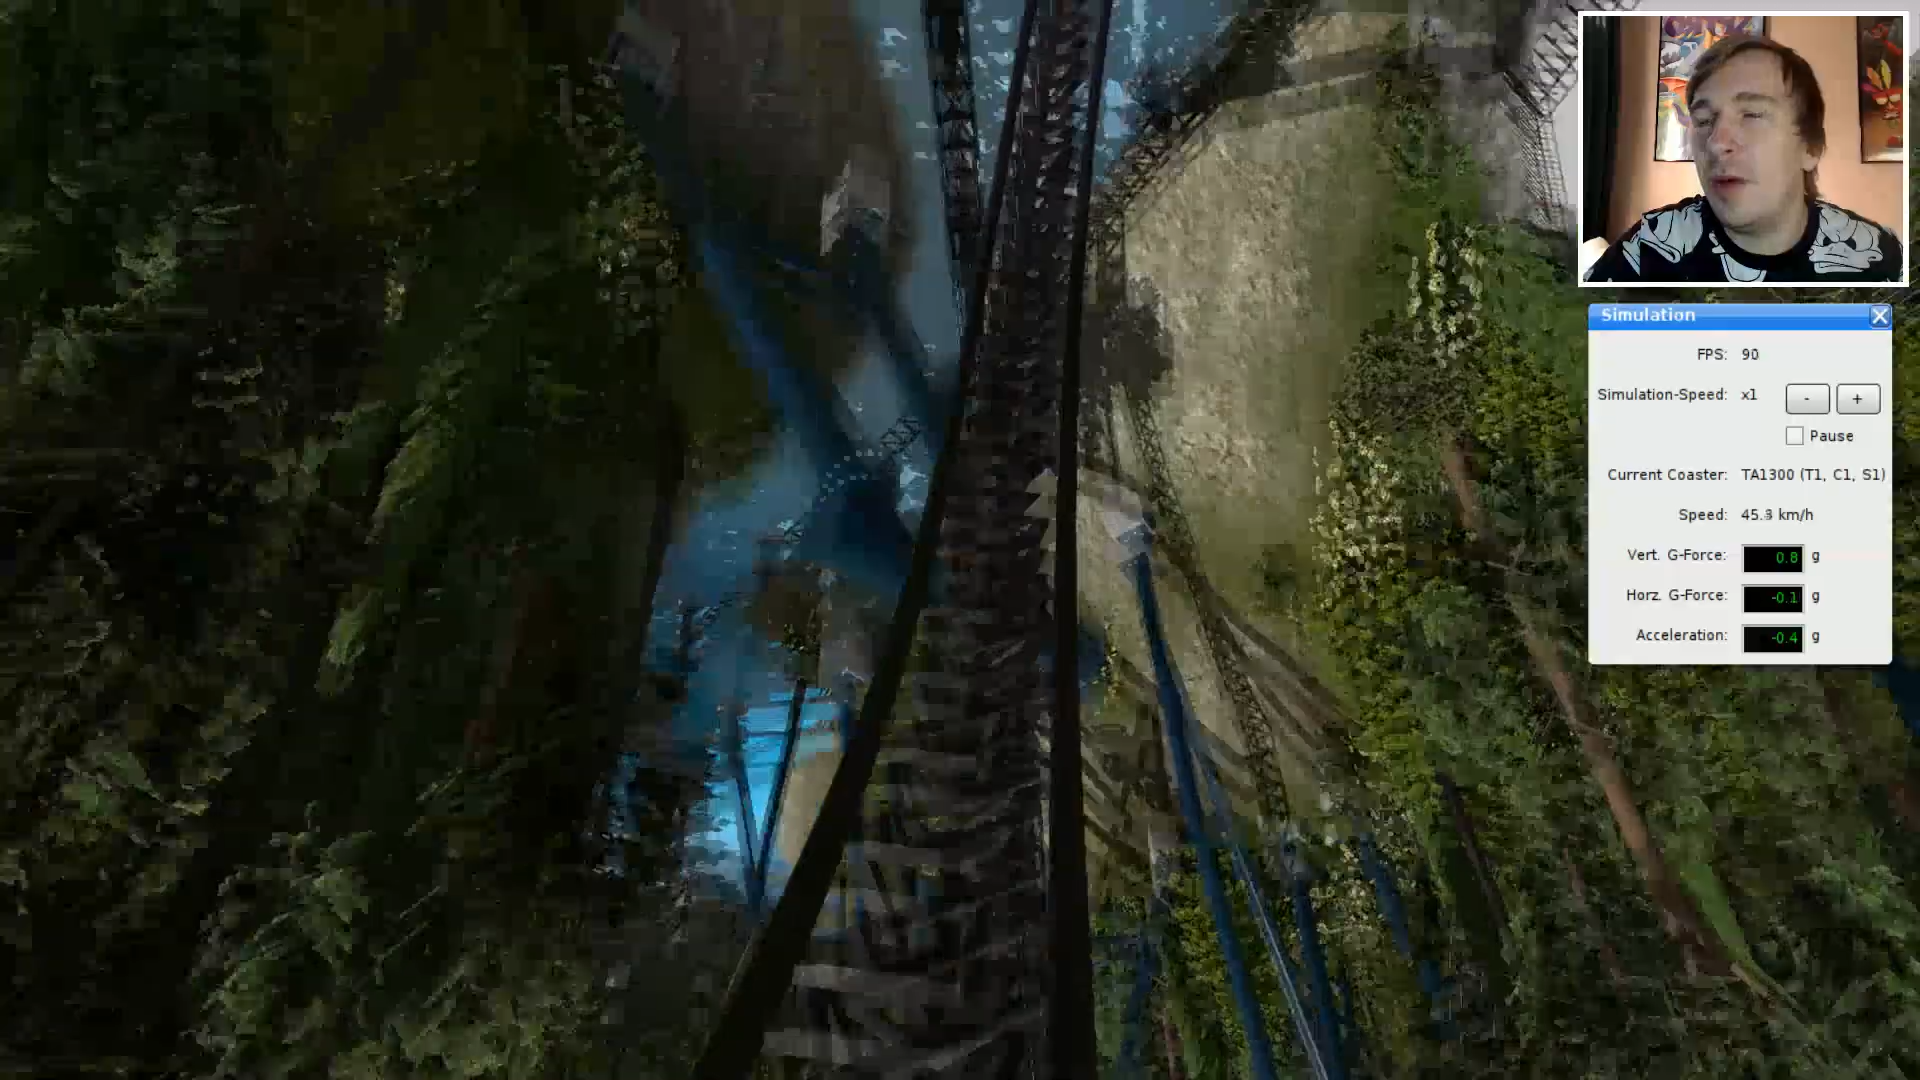 Simulation
FPS: 90
Simulation-Speed: x1 - +
Pause
Current Coaster: TA1300 (T1, C1, S1)
Speed: 45.3 km/h
Vert. G-Force: 0.8 g
Horz. G-Force: -0.1 g
Acceleration: -0.4 g